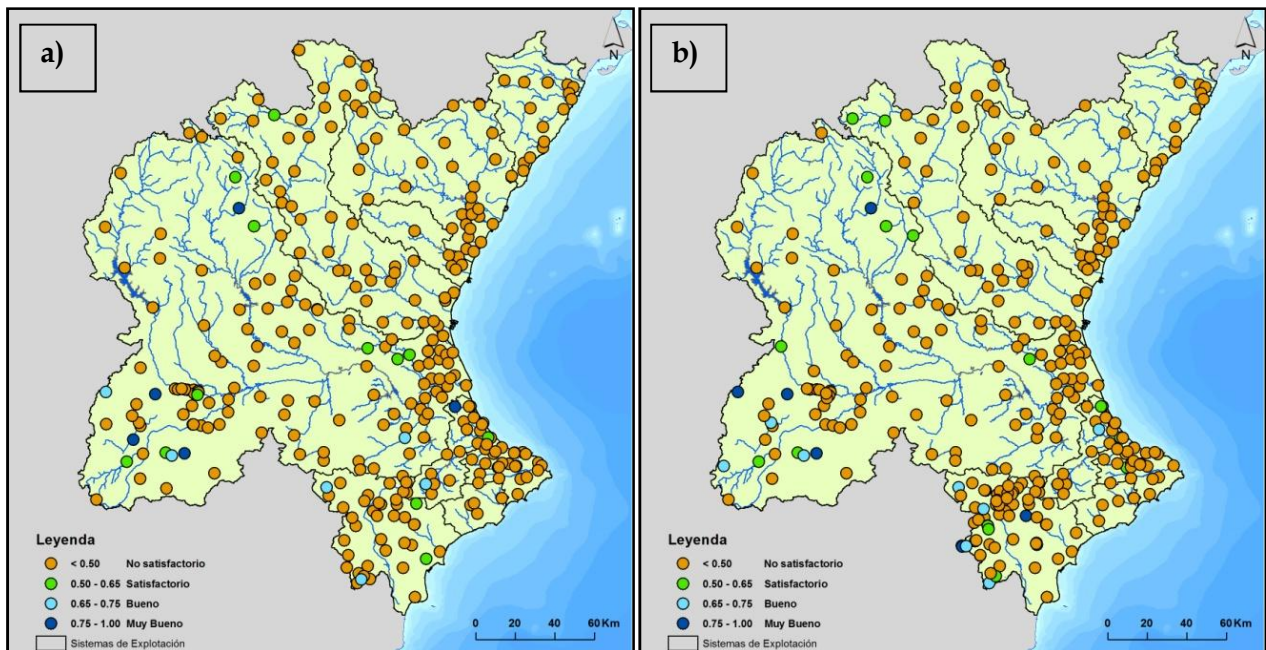 a)
N
Leyenda
< 0.50 No satisfactorio
0.50 - 0.65 Satisfactorio
0.65 - 0.75 Bueno
0.75 - 1.00 Muy Bueno
Sistemas de Explotación
0 20 40 60 Km
b)
N
Leyenda
< 0.50 No satisfactorio
0.50 - 0.65 Satisfactorio
0.65 - 0.75 Bueno
0.75 - 1.00 Muy Bueno
Sistemas de Explotación
0 20 40 60 Km